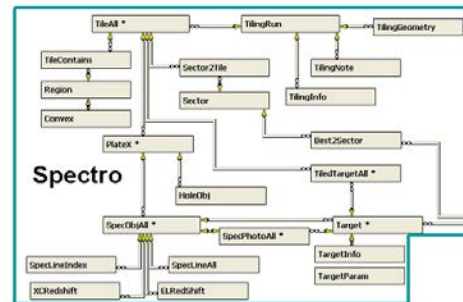 TileAll *
TilingRun
TilingGeometry
TileContains
Sector2Tile
TilingNote
Region
Sector
TilingInfo
Convex
PlateX *
Best2Sector
Spectro
TiledTargetAll *
HoleObj
SpecObjAll *
Target *
SpecPhotoAll *
SpecLineIndex
SpecLineAll
TargetInfo
XCRedshift
ELRedShift
TargetParam